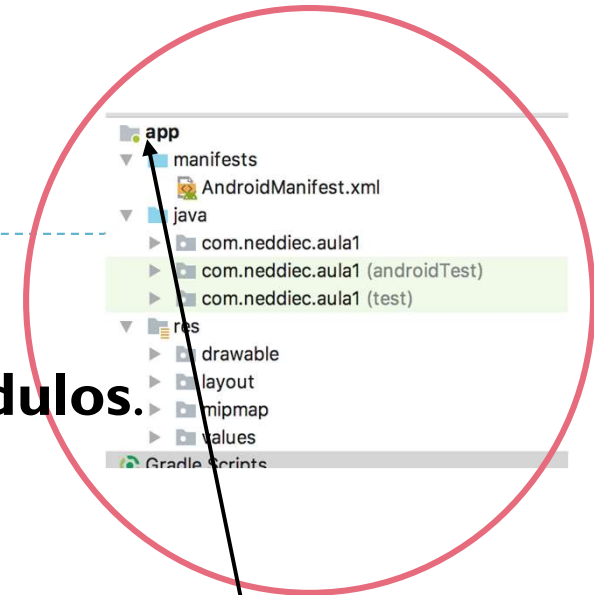 app
manifests
AndroidManifest.xml
java
com.neddiec.aula1
com.neddiec.aula1 (androidTest)
com.neddiec.aula1 (test)
res
drawable
layout
dulos.
mipmap
values
Gradle Scripts